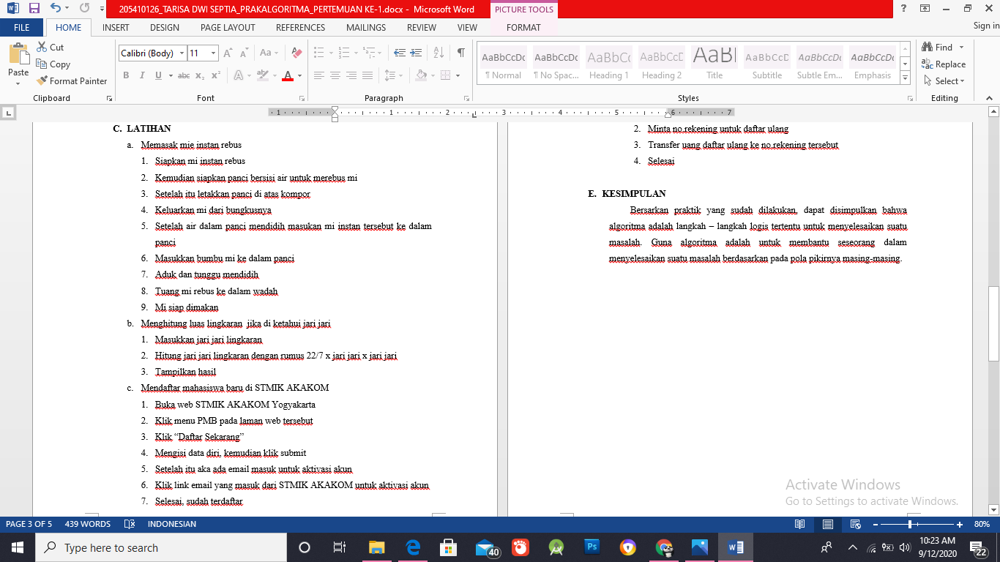 205410126_TARISA DWI SEPTIA_PRAKALGORITMA_PERTEMUAN KE-1.docx - Microsoft Word
PICTURE TOOLS
FILE HOME INSERT DESIGN PAGE LAYOUT REFERENCES MAILINGS REVIEW VIEW FORMAT Sign in
Paste
Cut
Copy
Format Painter
Calibri (Body) 11
AaBbCcDc AaBbCcDc AaBbCc AaBbCcD AaBl AaBbCcD AaBbCcDc AaBbCcDc
¶ Normal ¶ No Spac... Heading 1 Heading 2 Title Subtitle Subtle Em... Emphasis
Find
Replace
Select
Clipboard Font Paragraph Styles Editing
1 1 2 3 4 5 6 7
C. LATIHAN
a. Memasak mie instan rebus
1. Siapkan mi instan rebus
2. Kemudian siapkan panci bersisi air untuk merebus mi
3. Setelah itu letakkan panci di atas kompor
4. Keluarkan mi dari bungkusnya
5. Setelah air dalam panci mendidih masukan mi instan tersebut ke dalam
panci
6. Masukkan bumbu mi ke dalam panci
7. Aduk dan tunggu mendidih
8. Tuang mi rebus ke dalam wadah
9. Mi siap dimakan
b. Menghitung luas lingkaran jika di ketahui jari jari
1. Masukkan jari jari lingkaran
2. Hitung jari jari lingkaran dengan rumus 22/7 x jari jari x jari jari
3. Tampilkan hasil
c. Mendaftar mahasiswa baru di STMIK AKAKOM
1. Buka web STMIK AKAKOM Yogyakarta
2. Klik menu PMB pada laman web tersebut
3. Klik “Daftar Sekarang”
4. Mengisi data diri, kemudian klik submit
5. Setelah itu aka ada email masuk untuk aktivasi akun
6. Klik link email yang masuk dari STMIK AKAKOM untuk aktivasi akun
7. Selesai, sudah terdaftar
2. Minta no.rekening untuk daftar ulang
3. Transfer uang daftar ulang ke no.rekening tersebut
4. Selesai
E. KESIMPULAN
Bersarkan praktik yang sudah dilakukan, dapat disimpulkan bahwa
algoritma adalah langkah – langkah logis tertentu untuk menyelesaikan suatu
masalah. Guna algoritma adalah untuk membantu seseorang dalam
menyelesaikan suatu masalah berdasarkan pada pola pikirnya masing-masing.
Activate Windows
Go to Settings to activate Windows.
PAGE 3 OF 5 439 WORDS INDONESIAN 80%
Type here to search
40
Ps
10:23 AM
9/12/2020
22